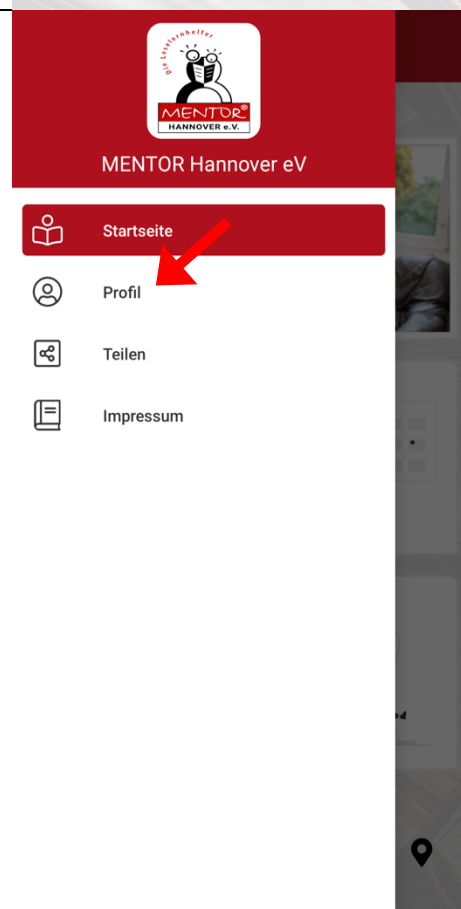 Die Leselernhelfer
MENTOR®
HANNOVER e.V.
MENTOR Hannover eV
Startseite
Profil
Teilen
Impressum